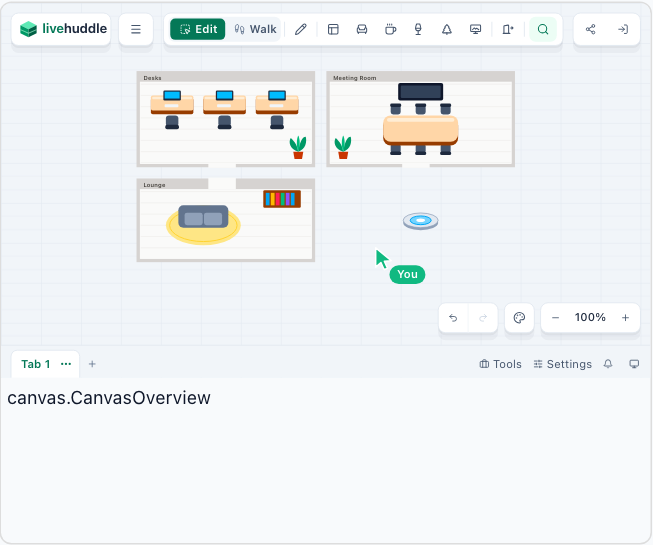 livehuddle
Edit
Walk
Desks
Meeting Room
Lounge
You
100%
Tab 1
Tools
Settings
canvas.CanvasOverview